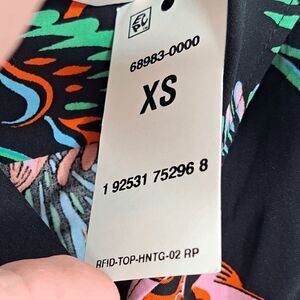 68983-0000
XS
1 92531 75296 8
RFID-TOP-HNTG-02 RP